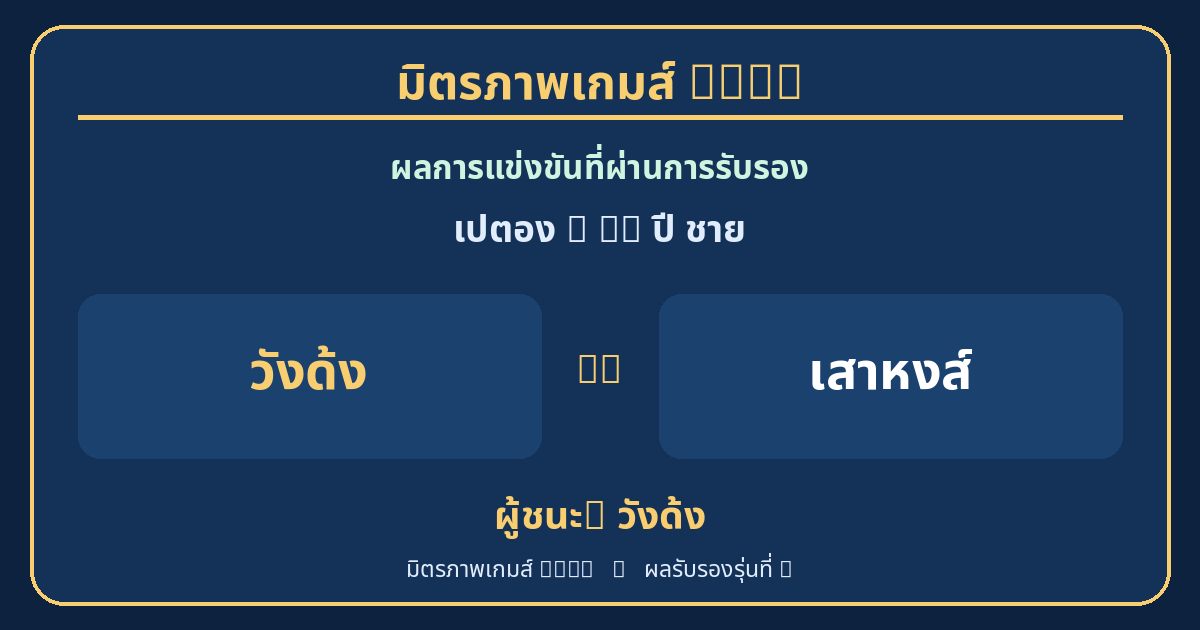 มิตรภาพเกมส์
ผลการแข่งขันที่ผ่านการรับรอง
เปตอง ปี ชาย
วังด้ง
เสาหงส์
ผู้ชนะ วังด้ง
มิตรภาพเกมส์ ผลรับรองรุ่นที่